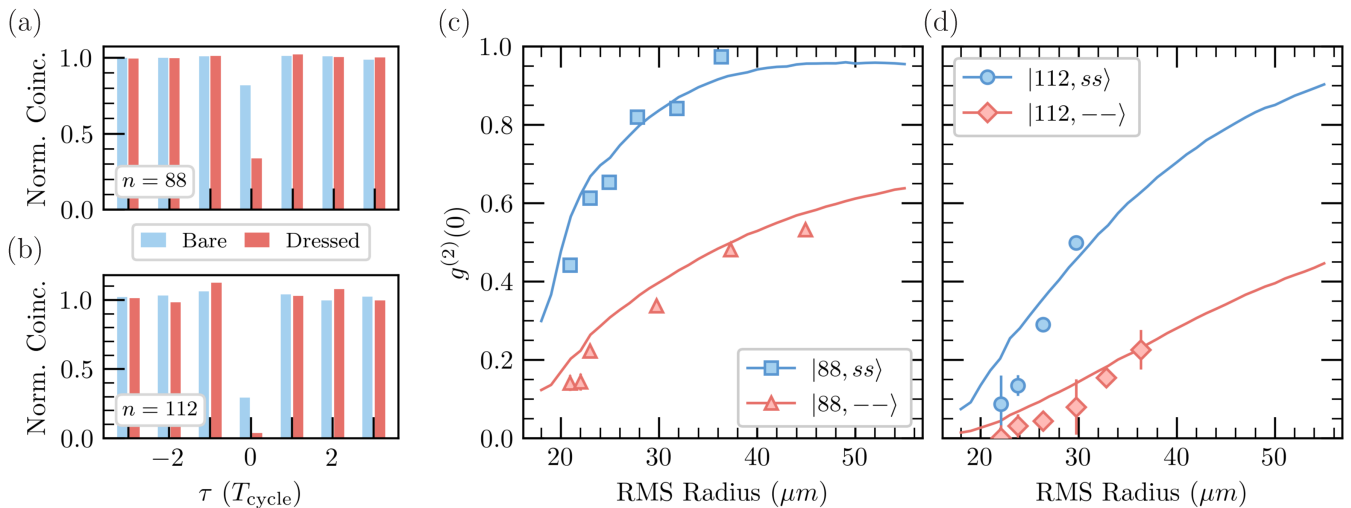 (a)
Norm. Coinc.
1.0
0.5
0.0
n = 88
Bare
Dressed
(b)
Norm. Coinc.
1.0
0.5
0.0
n = 112
−2 0 2
τ (T_cycle)
(c)
g^(2)(0)
1.0
0.8
0.6
0.4
0.2
0.0
|88, ss⟩
|88, −−⟩
20 30 40 50
RMS Radius (μm)
(d)
|112, ss⟩
|112, −−⟩
20 30 40 50
RMS Radius (μm)